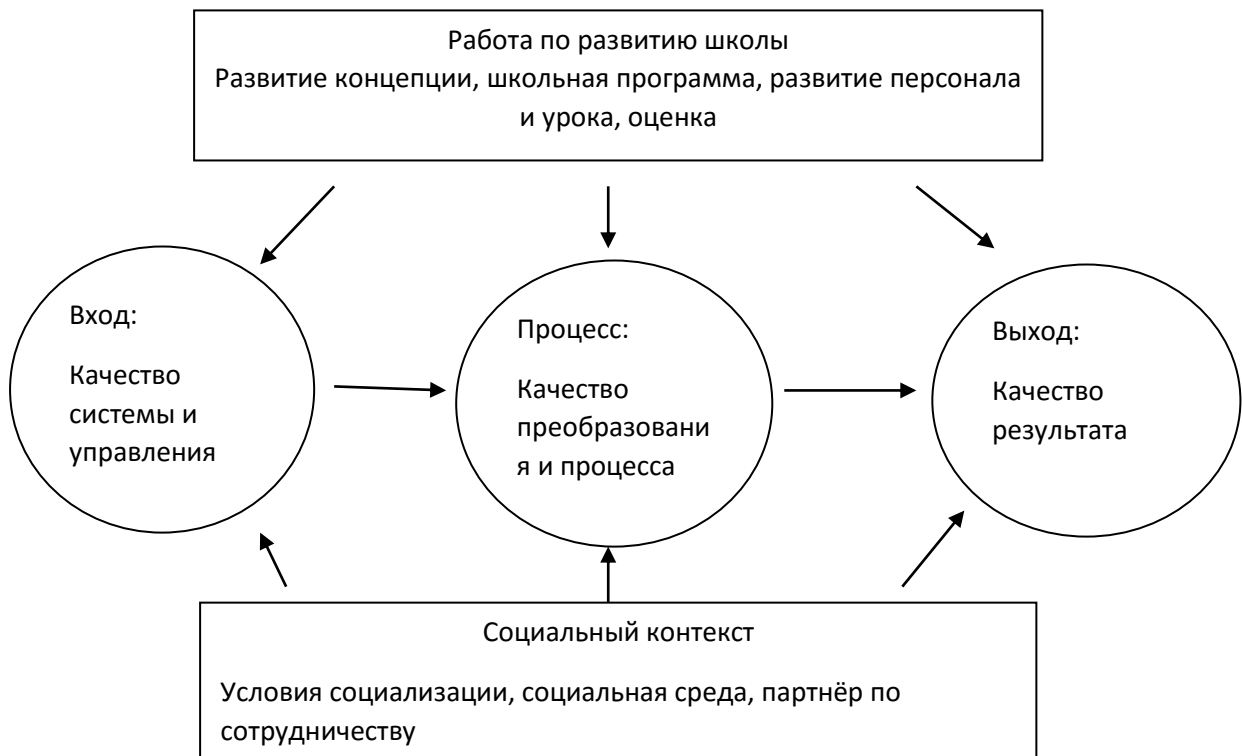 Работа по развитию школы
Развитие концепции, школьная программа, развитие персонала
и урока, оценка
Вход:
Качество
системы и
управления
Процесс:
Качество
преобразовани
я и процесса
Выход:
Качество
результата
Социальный контекст
Условия социализации, социальная среда, партнёр по
сотрудничеству